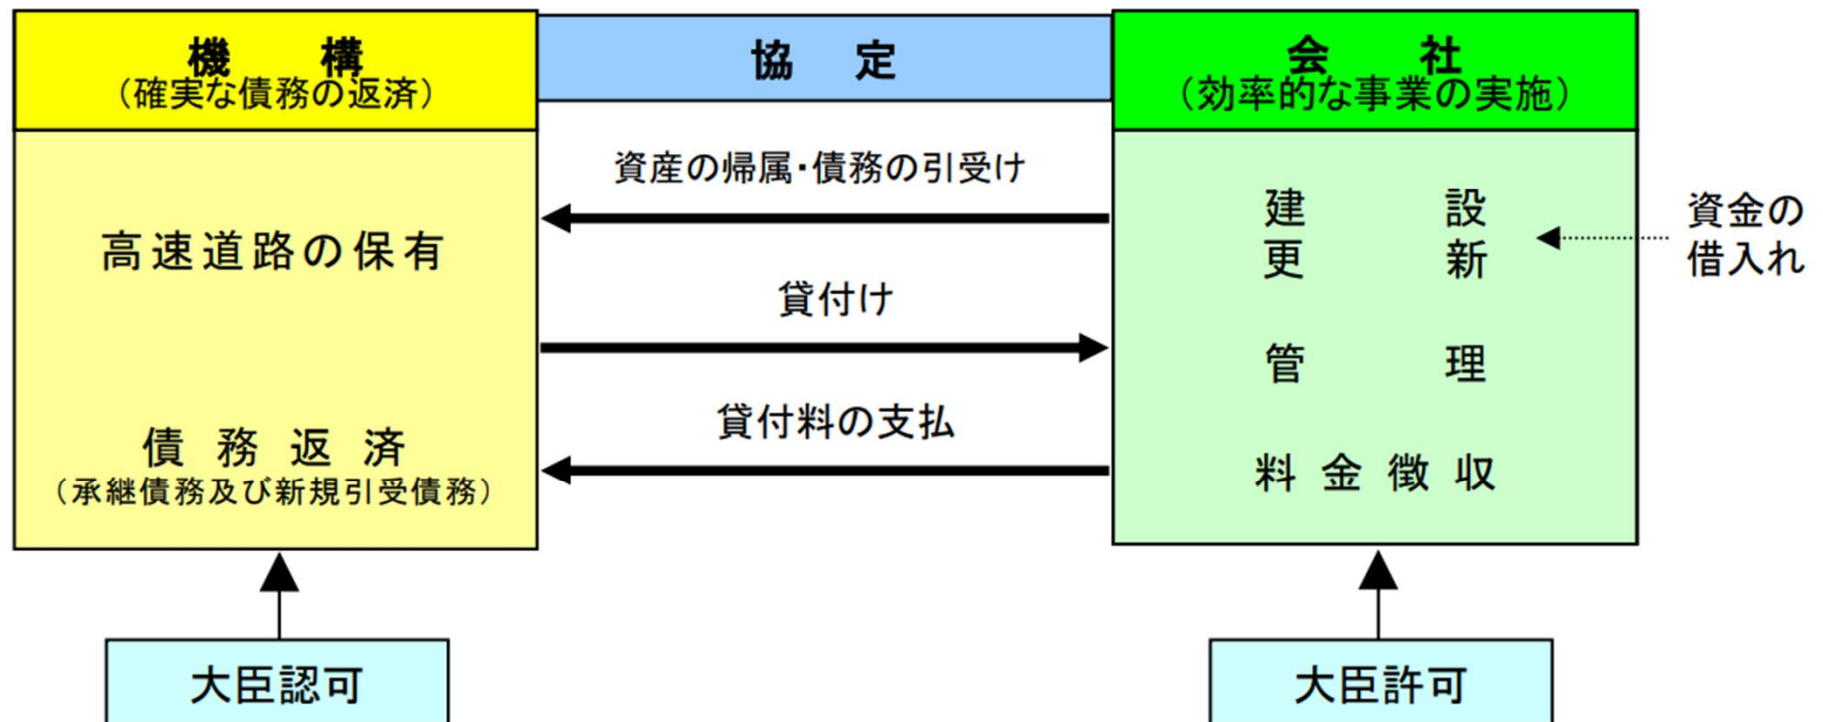 機構
（確実な債務の返済）
協定
会社
（効率的な事業の実施）
高速道路の保有
債務返済
（承継債務及び新規引受債務）
資産の帰属・債務の引受け
貸付け
貸付料の支払
建設
更新
管理
料金徴収
資金の
借入れ
大臣認可
大臣許可